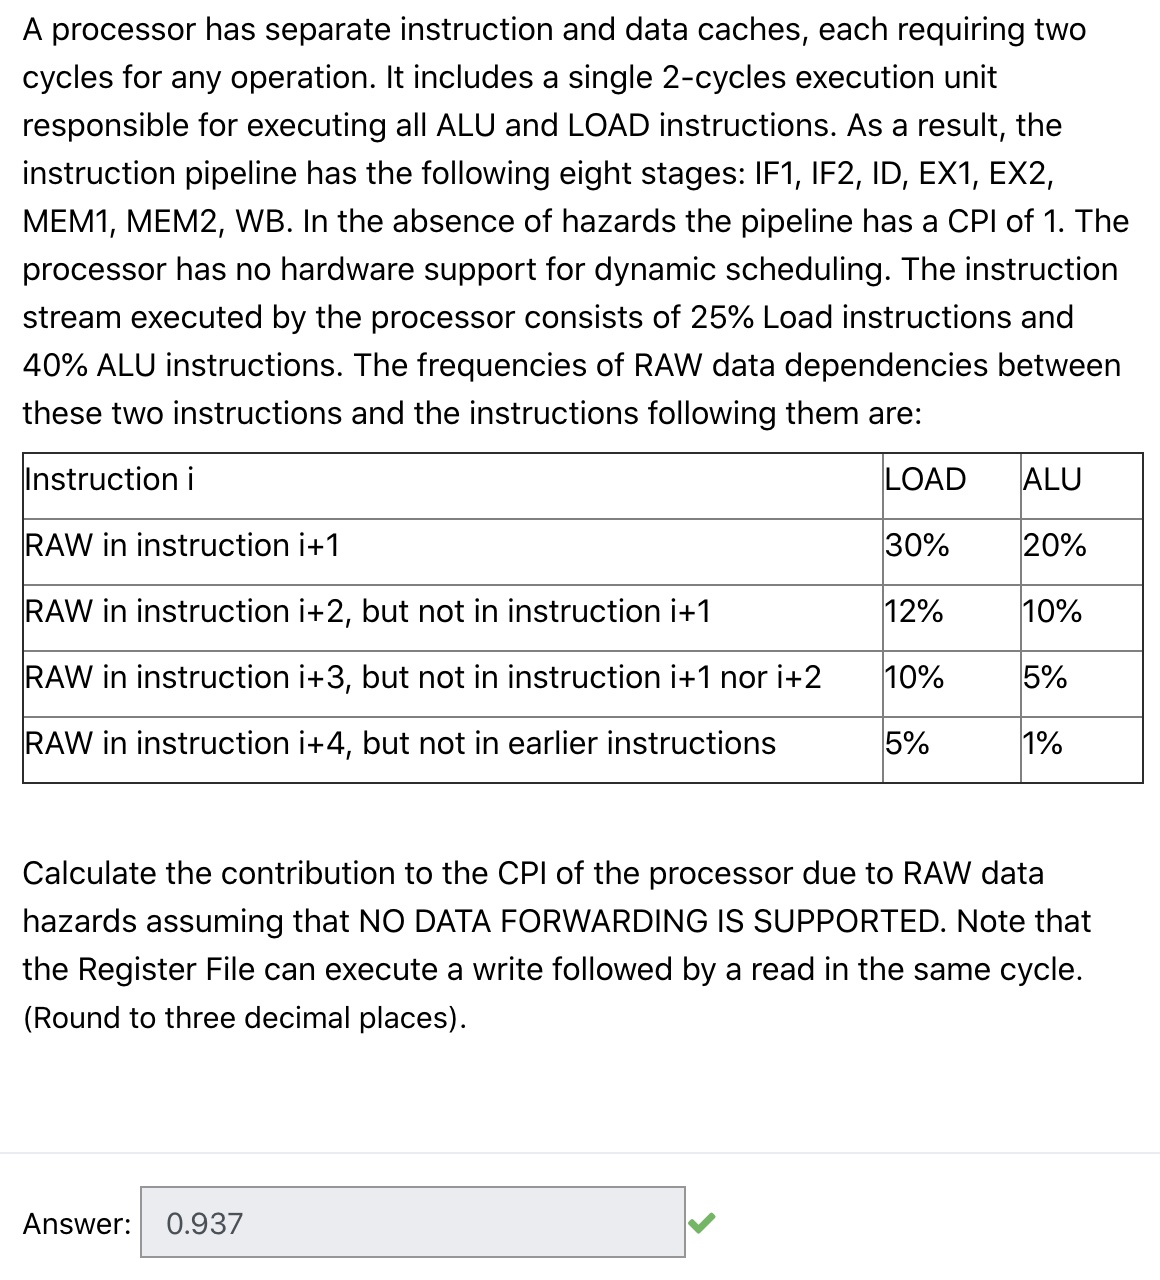 A processor has separate instruction and data caches, each requiring two
cycles for any operation. It includes a single 2-cycles execution unit
responsible for executing all ALU and LOAD instructions. As a result, the
instruction pipeline has the following eight stages: IF1, IF2, ID, EX1, EX2,
MEM1, MEM2, WB. In the absence of hazards the pipeline has a CPI of 1. The
processor has no hardware support for dynamic scheduling. The instruction
stream executed by the processor consists of 25% Load instructions and
40% ALU instructions. The frequencies of RAW data dependencies between
these two instructions and the instructions following them are:
Instruction i LOAD ALU
RAW in instruction i+1 30% 20%
RAW in instruction i+2, but not in instruction i+1 12% 10%
RAW in instruction i+3, but not in instruction i+1 nor i+2 10% 5%
RAW in instruction i+4, but not in earlier instructions 5% 1%
Calculate the contribution to the CPI of the processor due to RAW data
hazards assuming that NO DATA FORWARDING IS SUPPORTED. Note that
the Register File can execute a write followed by a read in the same cycle.
(Round to three decimal places).
Answer: 0.937